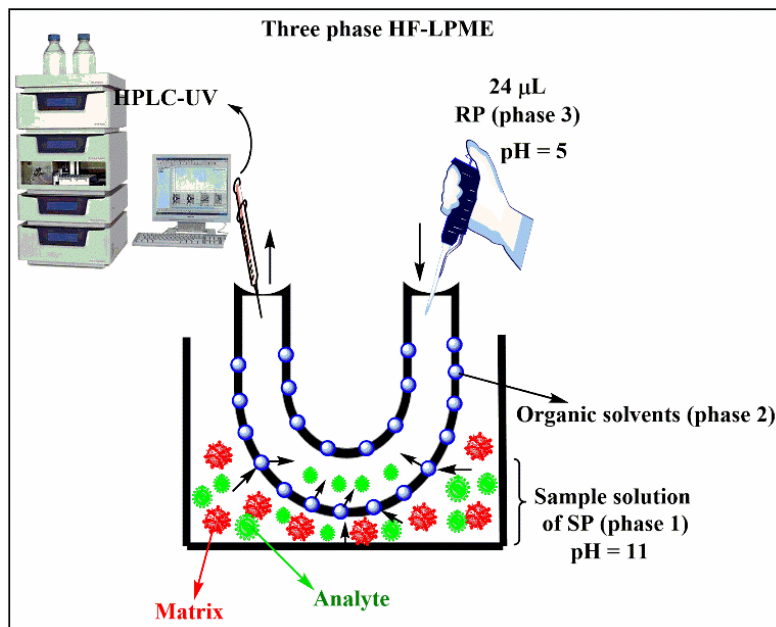 Three phase HF-LPME
HPLC-UV
24 μL
RP (phase 3)
pH = 5
Organic solvents (phase 2)
Sample solution
of SP (phase 1)
pH = 11
Analyte
Matrix